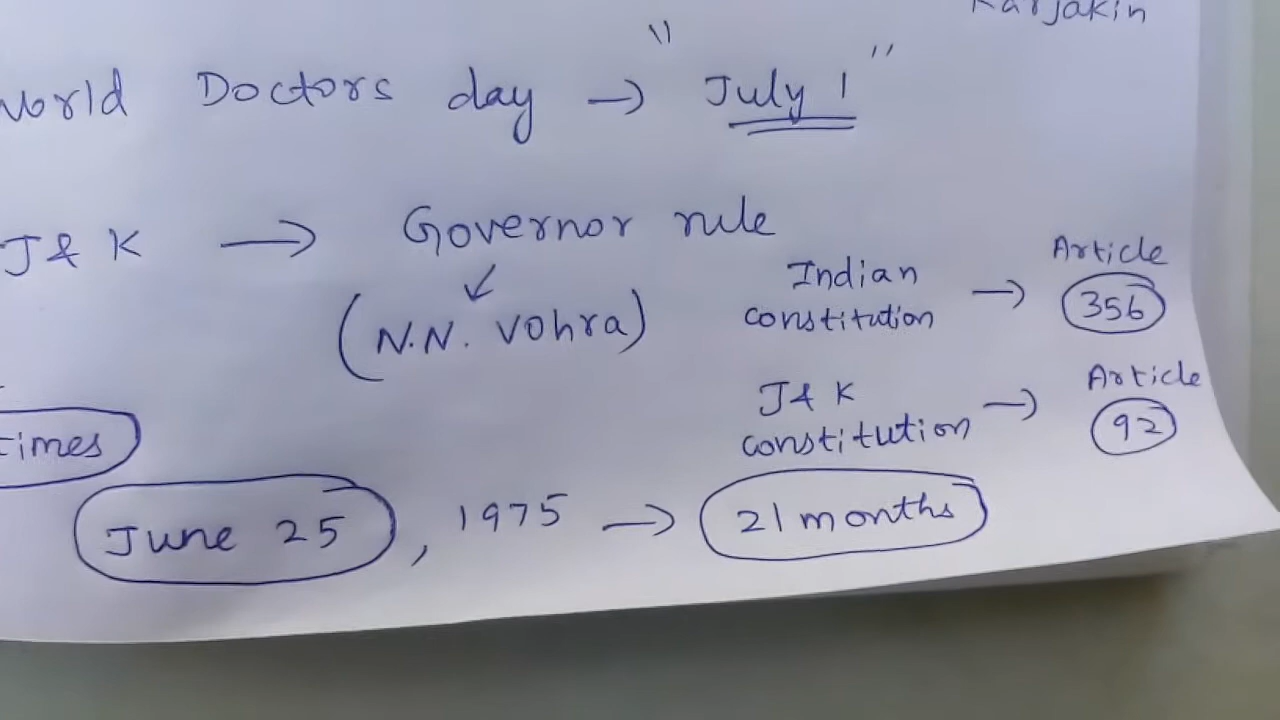 Karjakin
World Doctors day → "July 1"
J & K → Governor rule
(N.N. Vohra)
Indian constitution → Article 356
J & K constitution → Article 92
times
June 25, 1975 → 21 months